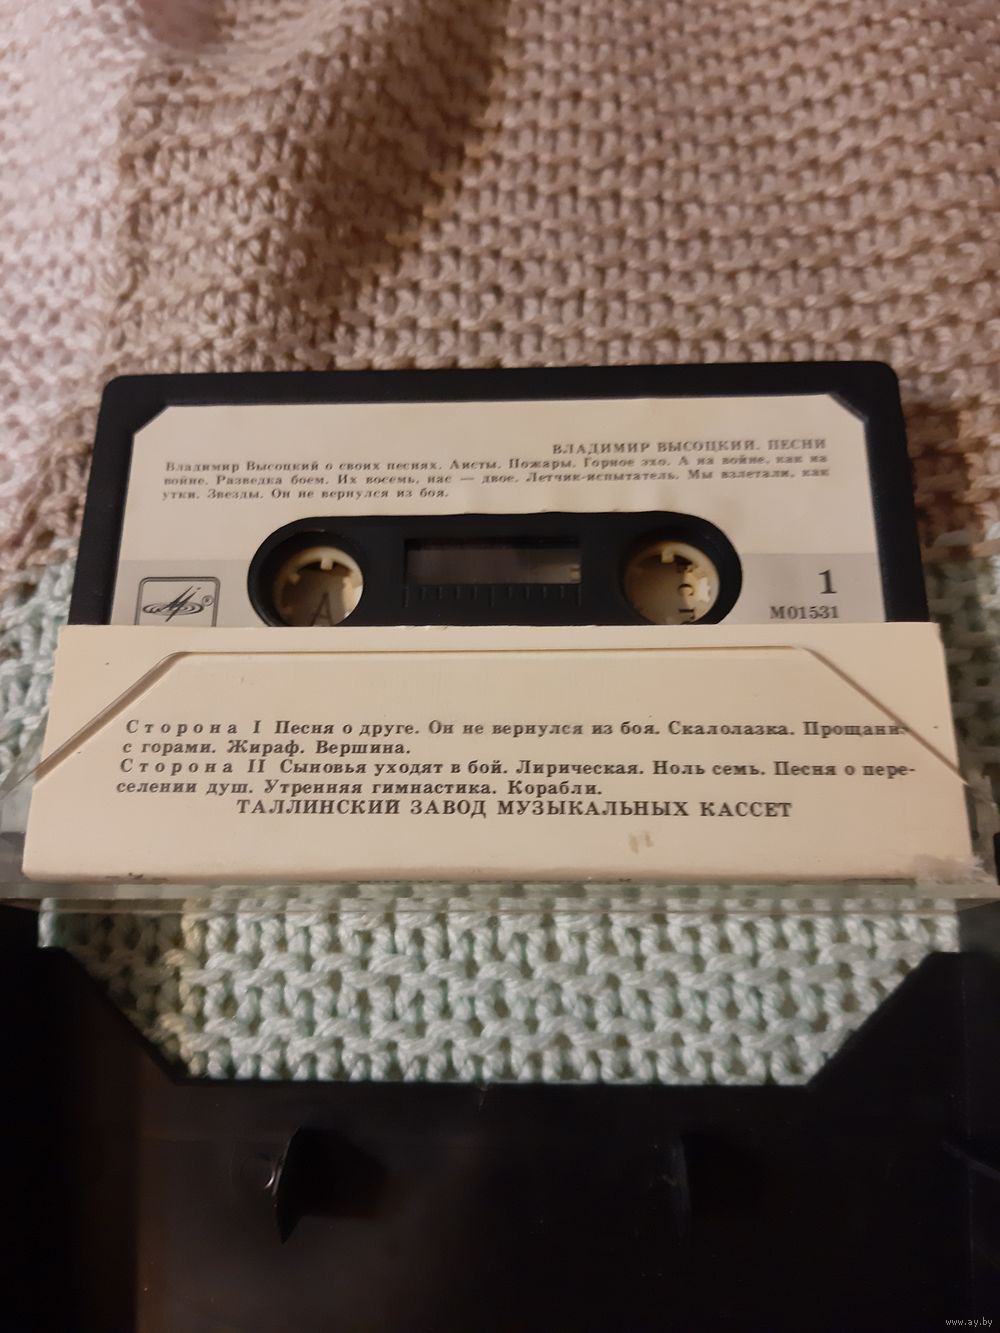 ВЛАДИМИР ВЫСОЦКИЙ. ПЕСНИ
Владимир Высоцкий о своих песнях. Аисты. Пожары. Горное эхо. А на войне, как на
войне. Разведка боем. Их восемь, нас — двое. Летчик-испытатель. Мы взлетали, как
утки. Звезды. Он не вернулся из боя.
1
М01531
Сторона I Песня о друге. Он не вернулся из боя. Скалолазка. Прощани
с горами. Жираф. Вершина.
Сторона II Сыновья уходят в бой. Лирическая. Ноль семь. Песня о пере-
селении душ. Утренняя гимнастика. Корабли.
ТАЛЛИНСКИЙ ЗАВОД МУЗЫКАЛЬНЫХ КАССЕТ
www.ay.by